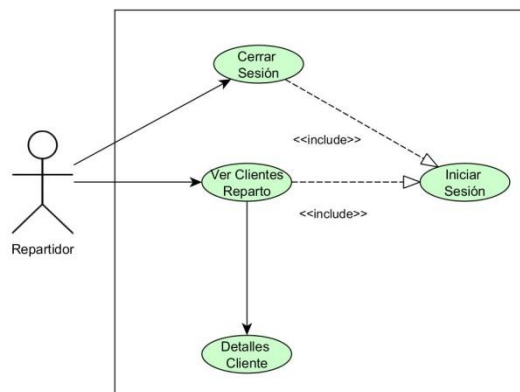 Cerrar
Sesión
<<include>>
Ver Clientes
Reparto
Iniciar
Sesión
<<include>>
Repartidor
Detalles
Cliente